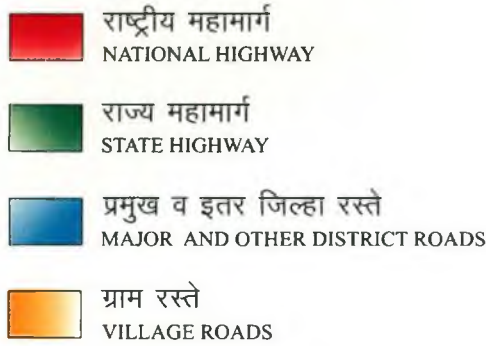 राष्ट्रीय महामार्ग
NATIONAL HIGHWAY
राज्य महामार्ग
STATE HIGHWAY
प्रमुख व इतर जिल्हा रस्ते
MAJOR AND OTHER DISTRICT ROADS
ग्राम रस्ते
VILLAGE ROADS